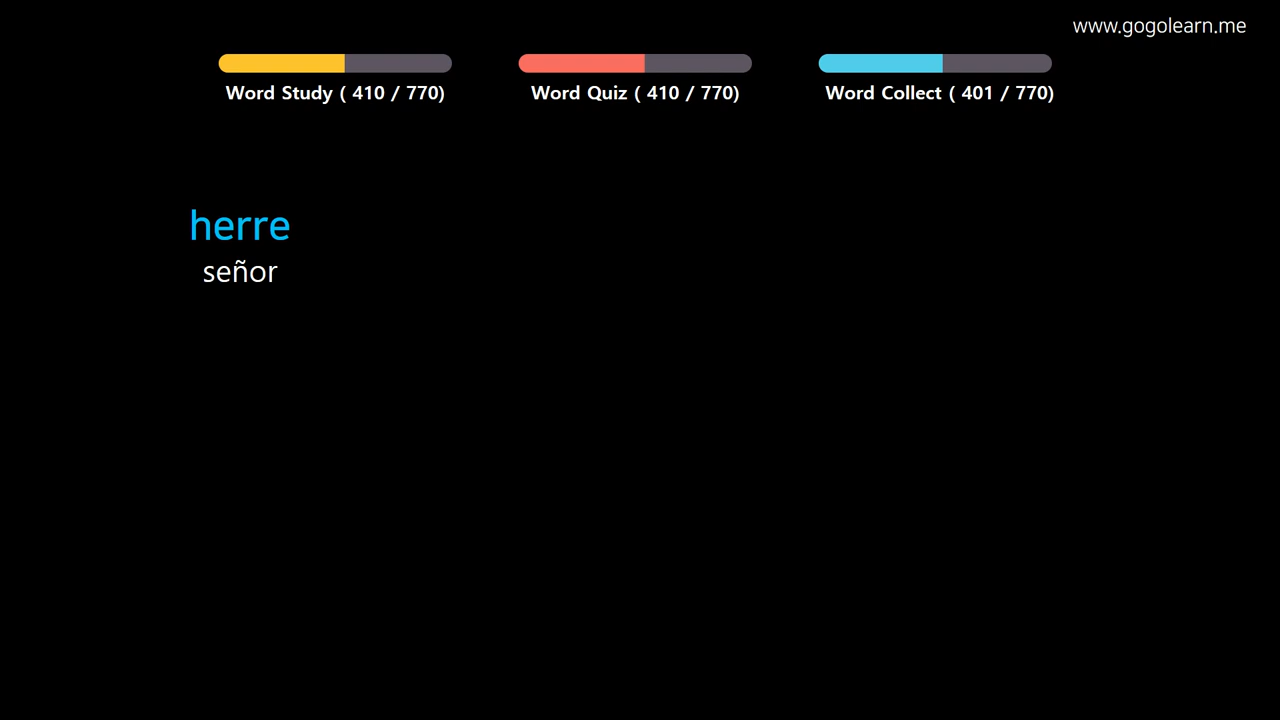 www.gogolearn.me
Word Study ( 410 / 770)
Word Quiz ( 410 / 770)
Word Collect ( 401 / 770)
herre
señor